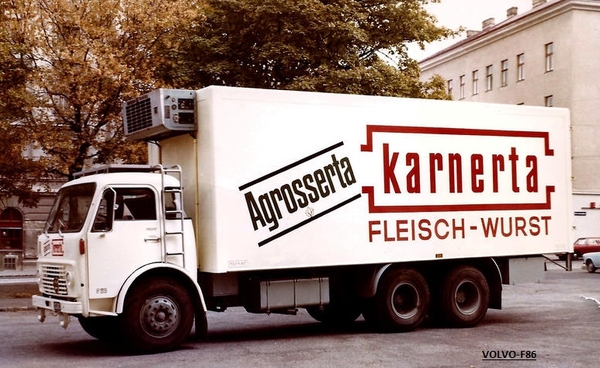 Agrosserta
karnerta
FLEISCH-WURST
VOLVO-F86